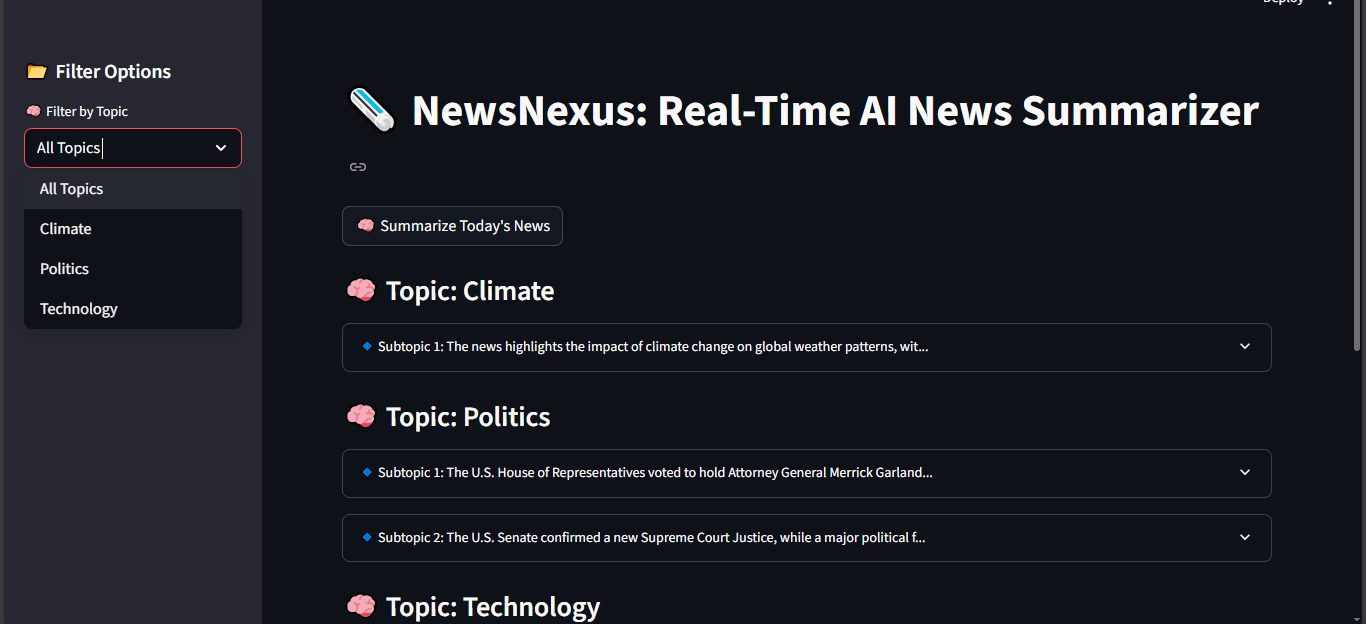 Deploy
Filter Options
Filter by Topic
All Topics
All Topics
Climate
Politics
Technology
NewsNexus: Real-Time AI News Summarizer
Summarize Today's News
Topic: Climate
Subtopic 1: The news highlights the impact of climate change on global weather patterns, wit...
Topic: Politics
Subtopic 1: The U.S. House of Representatives voted to hold Attorney General Merrick Garland...
Subtopic 2: The U.S. Senate confirmed a new Supreme Court Justice, while a major political f...
Topic: Technology